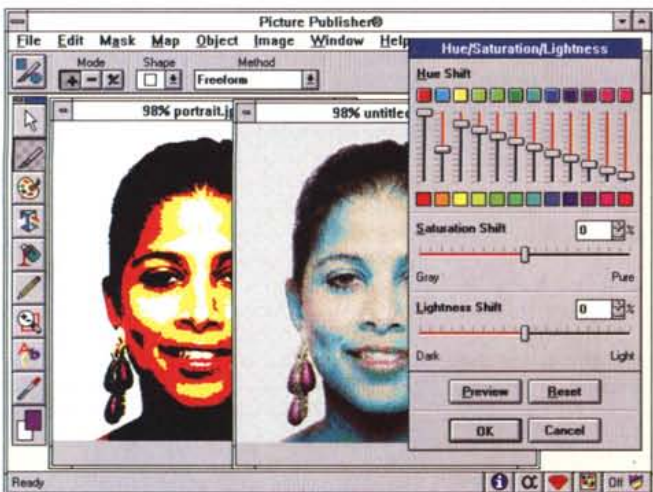 Picture Publisher®
File Edit Mask Map Object Image Window Help
Mode Shape Method
Freeform
98% portrait.jp
98% untitled
Hue/Saturation/Lightness
Hue Shift
Saturation Shift 0 %
Gray Pure
Lightness Shift 0 %
Dark Light
Preview Reset
OK Cancel
Ready
Off